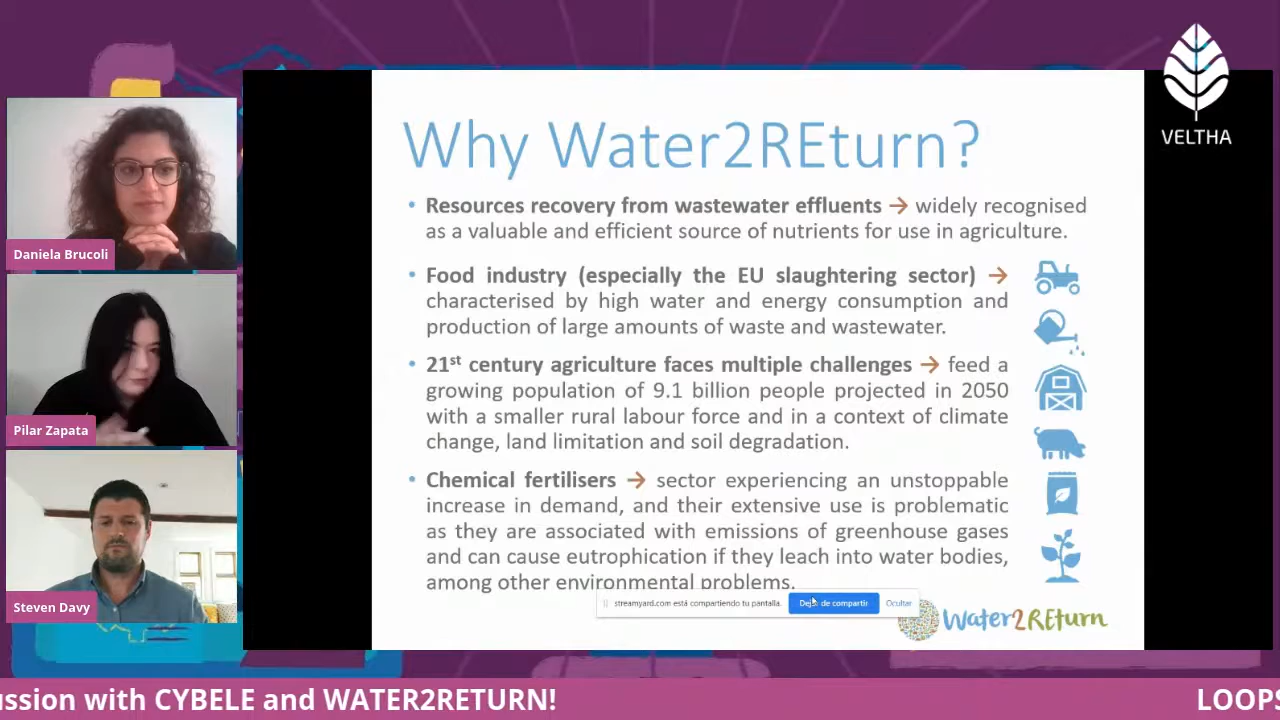 VELTHA
Why Water2REturn?
• Resources recovery from wastewater effluents → widely recognised
as a valuable and efficient source of nutrients for use in agriculture.
• Food industry (especially the EU slaughtering sector) →
characterised by high water and energy consumption and
production of large amounts of waste and wastewater.
• 21st century agriculture faces multiple challenges → feed a
growing population of 9.1 billion people projected in 2050
with a smaller rural labour force and in a context of climate
change, land limitation and soil degradation.
• Chemical fertilisers → sector experiencing an unstoppable
increase in demand, and their extensive use is problematic
as they are associated with emissions of greenhouse gases
and can cause eutrophication if they leach into water bodies,
among other environmental problems.
streamyard.com está compartiendo tu pantalla. Dejar de compartir Ocultar
Water2REturn
Daniela Brucoli
Pilar Zapata
Steven Davy
ussion with CYBELE and WATER2RETURN! LOOPS